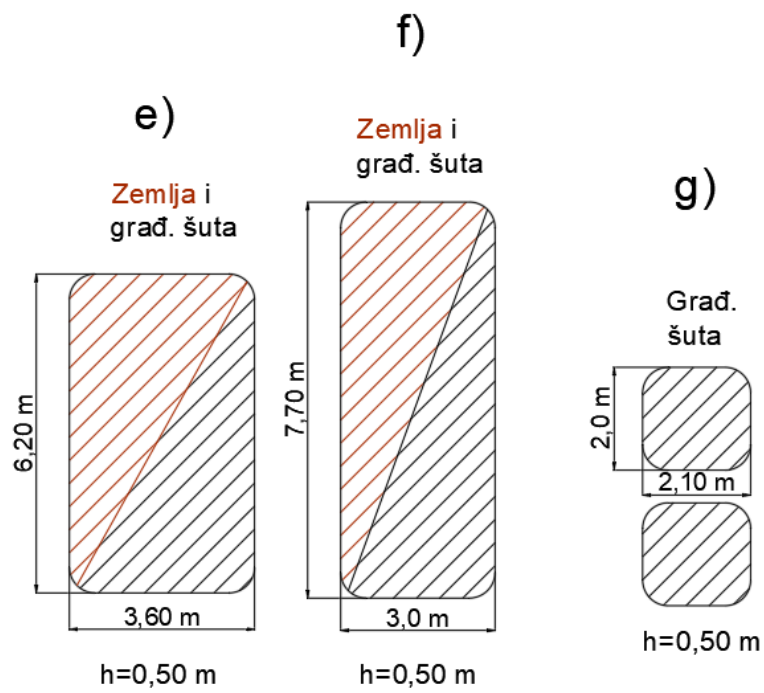 e)
Zemlja i
građ. šuta
6,20 m
3,60 m
h=0,50 m
f)
Zemlja i
građ. šuta
7,70 m
3,0 m
h=0,50 m
g)
Građ.
šuta
2,0 m
2,10 m
h=0,50 m